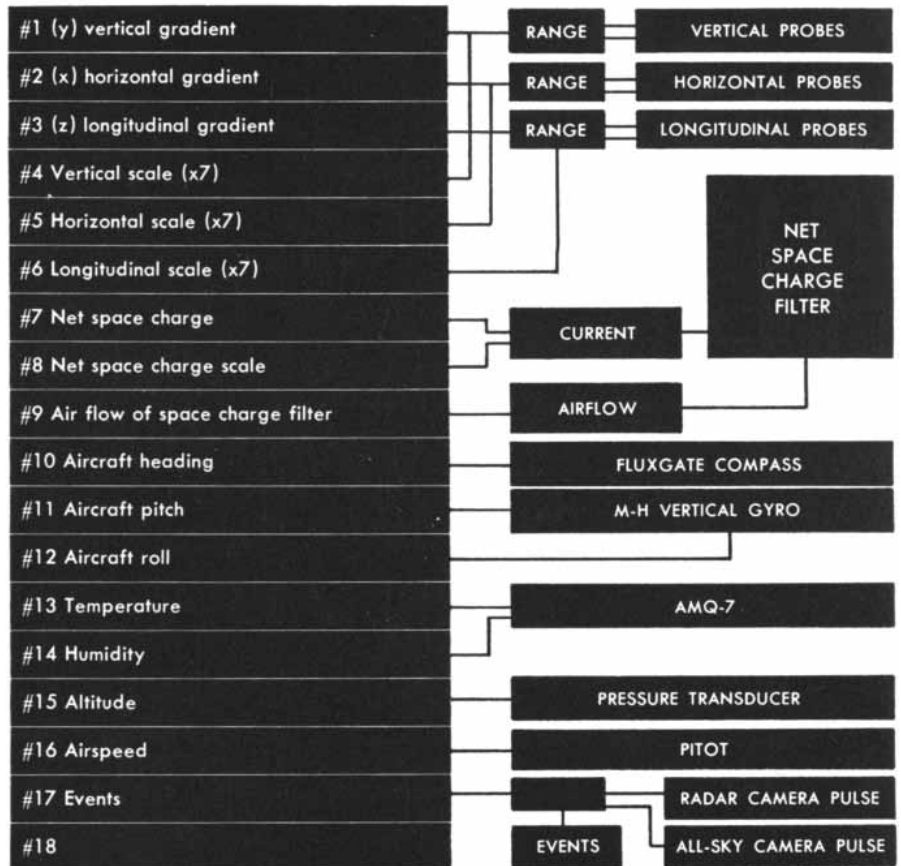 #1 (y) vertical gradient
#2 (x) horizontal gradient
#3 (z) longitudinal gradient
#4 Vertical scale (x7)
#5 Horizontal scale (x7)
#6 Longitudinal scale (x7)
#7 Net space charge
#8 Net space charge scale
#9 Air flow of space charge filter
#10 Aircraft heading
#11 Aircraft pitch
#12 Aircraft roll
#13 Temperature
#14 Humidity
#15 Altitude
#16 Airspeed
#17 Events
#18
RANGE
VERTICAL PROBES
RANGE
HORIZONTAL PROBES
RANGE
LONGITUDINAL PROBES
NET
SPACE
CHARGE
FILTER
CURRENT
AIRFLOW
FLUXGATE COMPASS
M-H VERTICAL GYRO
AMQ-7
PRESSURE TRANSDUCER
PITOT
RADAR CAMERA PULSE
EVENTS
ALL-SKY CAMERA PULSE